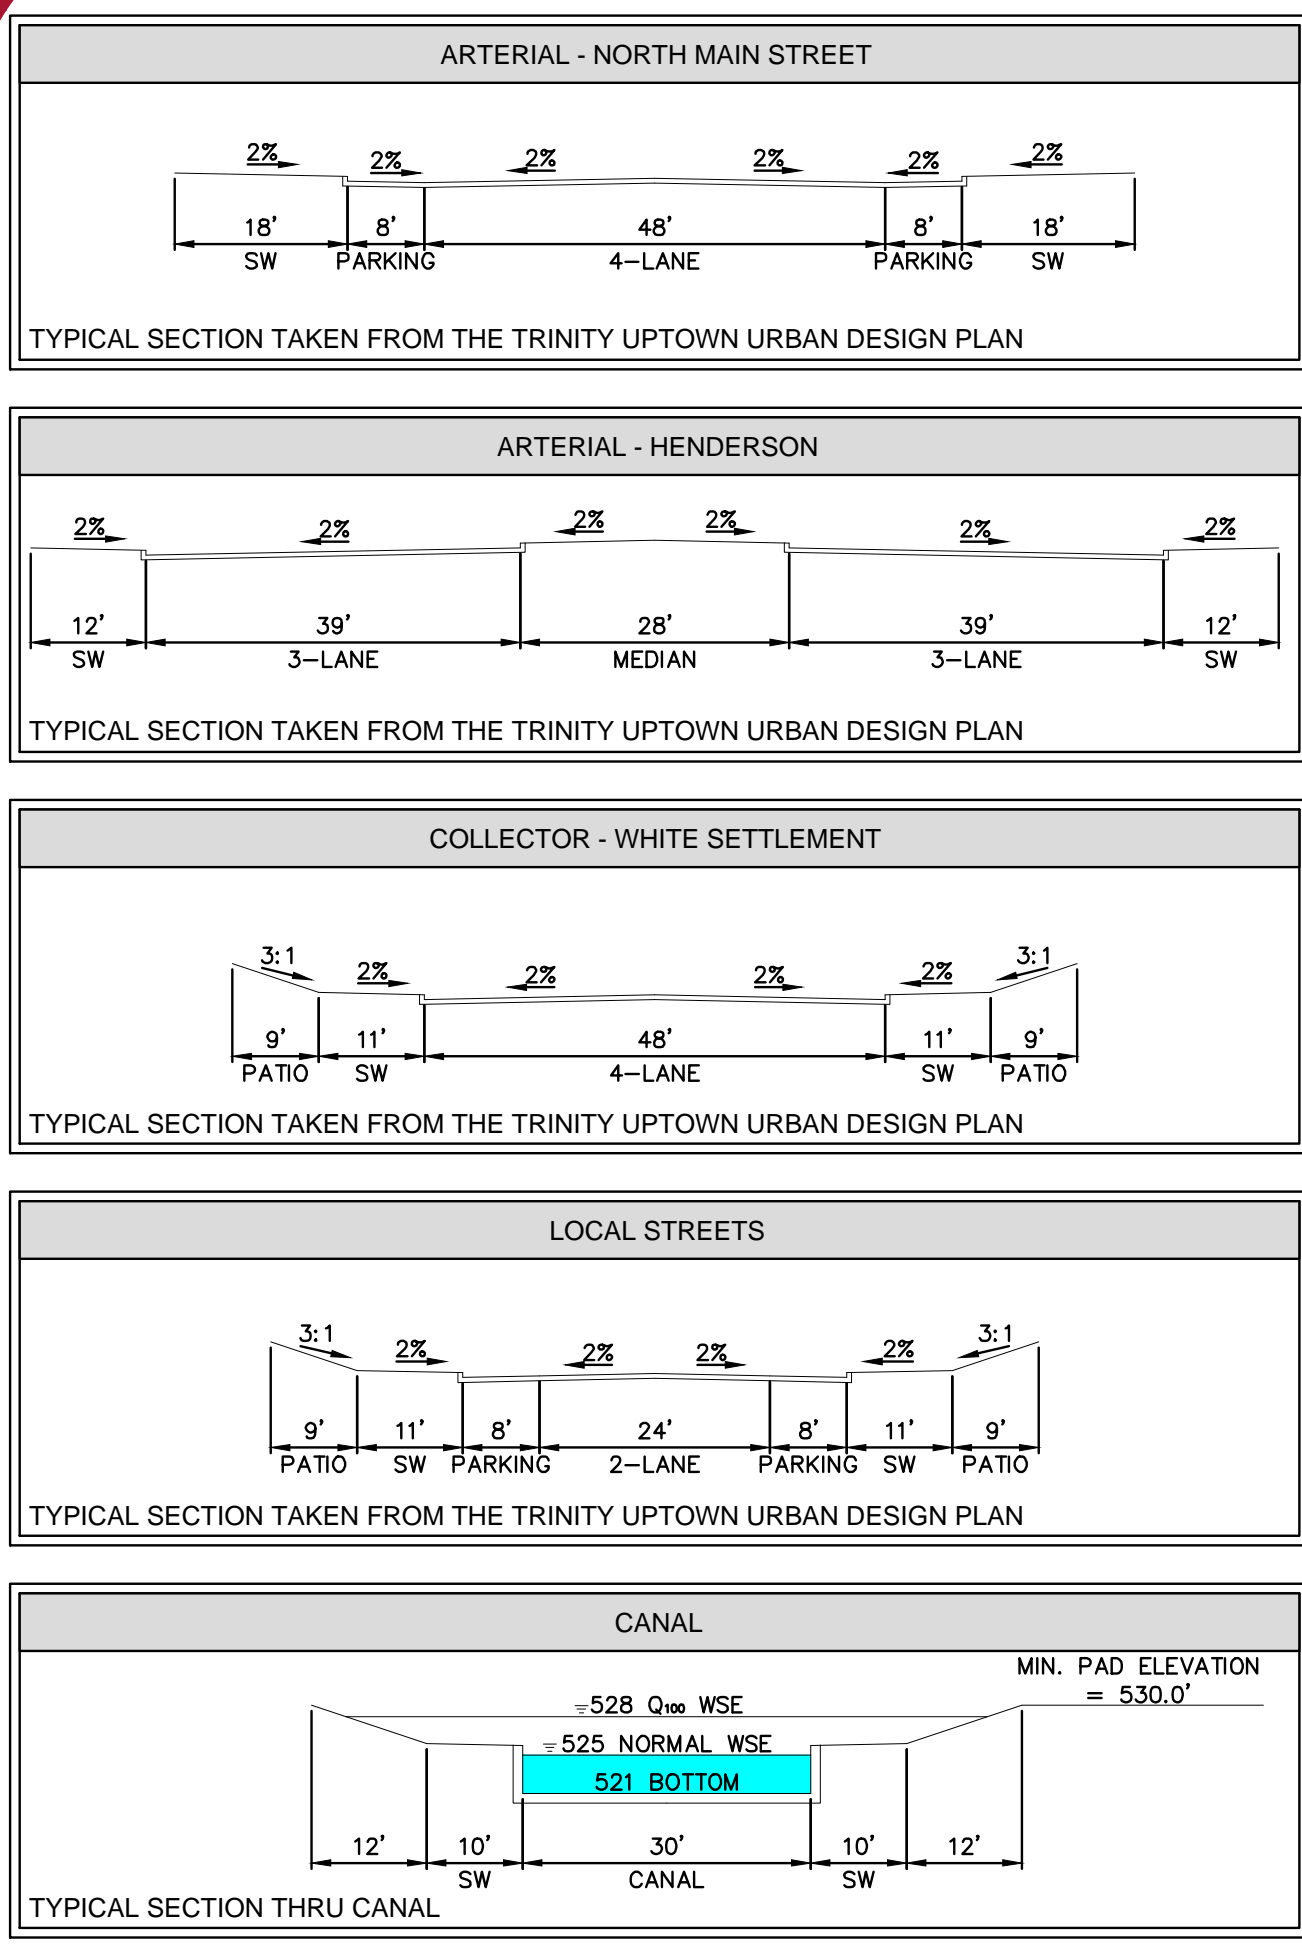 ARTERIAL - NORTH MAIN STREET
2% 2% 2% 2% 2% 2%
18' 8' 48' 8' 18'
SW PARKING 4-LANE PARKING SW
TYPICAL SECTION TAKEN FROM THE TRINITY UPTOWN URBAN DESIGN PLAN
ARTERIAL - HENDERSON
2% 2% 2% 2% 2% 2%
12' 39' 28' 39' 12'
SW 3-LANE MEDIAN 3-LANE SW
TYPICAL SECTION TAKEN FROM THE TRINITY UPTOWN URBAN DESIGN PLAN
COLLECTOR - WHITE SETTLEMENT
3:1 2% 2% 2% 2% 3:1
9' 11' 48' 11' 9'
PATIO SW 4-LANE SW PATIO
TYPICAL SECTION TAKEN FROM THE TRINITY UPTOWN URBAN DESIGN PLAN
LOCAL STREETS
3:1 2% 2% 2% 2% 3:1
9' 11' 8' 24' 8' 11' 9'
PATIO SW PARKING 2-LANE PARKING SW PATIO
TYPICAL SECTION TAKEN FROM THE TRINITY UPTOWN URBAN DESIGN PLAN
CANAL
MIN. PAD ELEVATION
= 530.0'
528 Q100 WSE
525 NORMAL WSE
521 BOTTOM
12' 10' 30' 10' 12'
SW CANAL SW
TYPICAL SECTION THRU CANAL